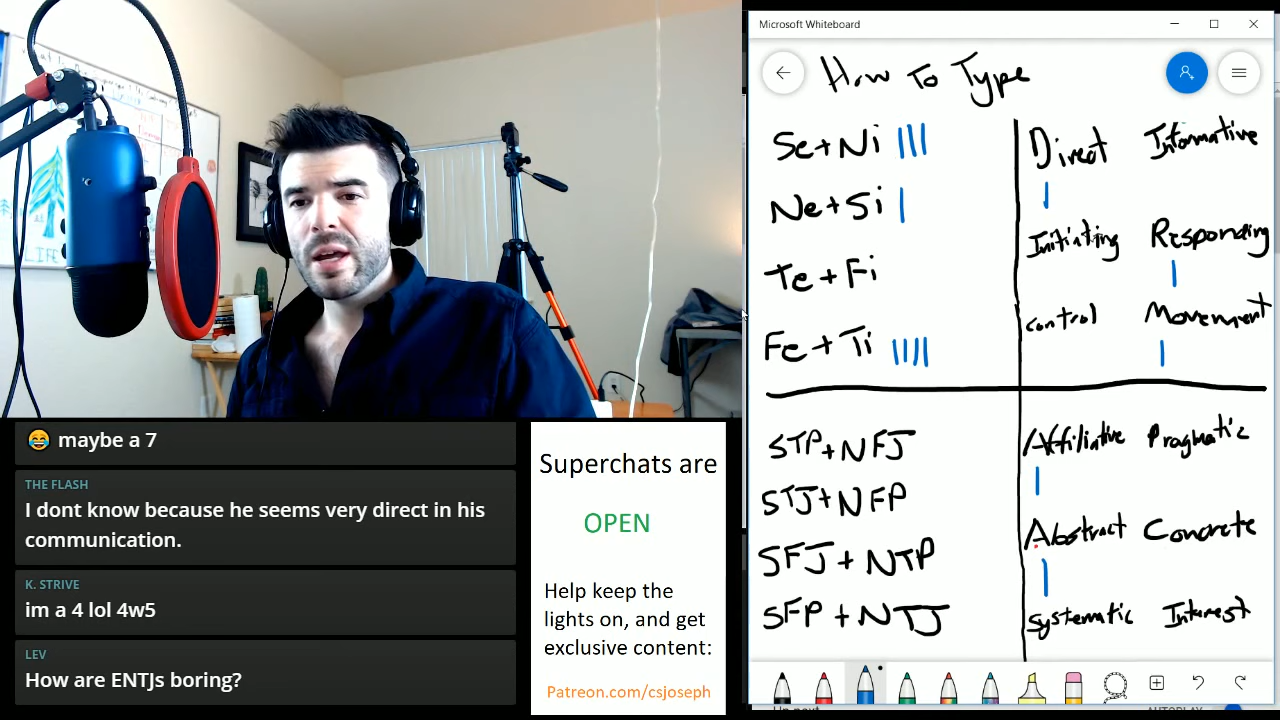 LIFE
maybe a 7
THE FLASH
I dont know because he seems very direct in his
communication.
K. STRIVE
im a 4 lol 4w5
LEV
How are ENTJs boring?
Superchats are
OPEN
Help keep the
lights on, and get
exclusive content:
Patreon.com/csjoseph
Microsoft Whiteboard
How To Type
Se+Ni
Ne+Si
Te + Fi
Fe + Ti
Direct Informative
Initiating Responding
control Movement
STP+NFJ
STJ+NFP
SFJ + NTP
SFP + NTJ
Affiliative Pragmatic
Abstract Concrete
Systematic Interest
AUTOPLAY